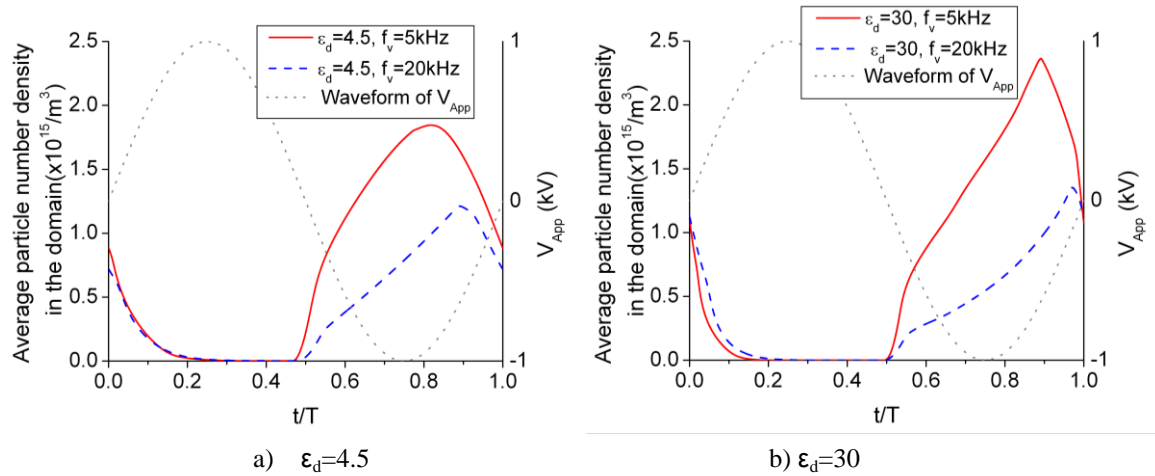 ε_d=4.5, f_v=5kHz
ε_d=4.5, f_v=20kHz
Waveform of V_App
2.5
2.0
1.5
1.0
0.5
0.0
Average particle number density
in the domain(x10^15/m^3)
1
0
-1
V_App (kV)
0.0 0.2 0.4 0.6 0.8 1.0
t/T
a) ε_d=4.5
ε_d=30, f_v=5kHz
ε_d=30, f_v=20kHz
Waveform of V_App
2.5
2.0
1.5
1.0
0.5
0.0
Average particle number density
in the domain(x10^15/m^3)
1
0
-1
V_App (kV)
0.0 0.2 0.4 0.6 0.8 1.0
t/T
b) ε_d=30